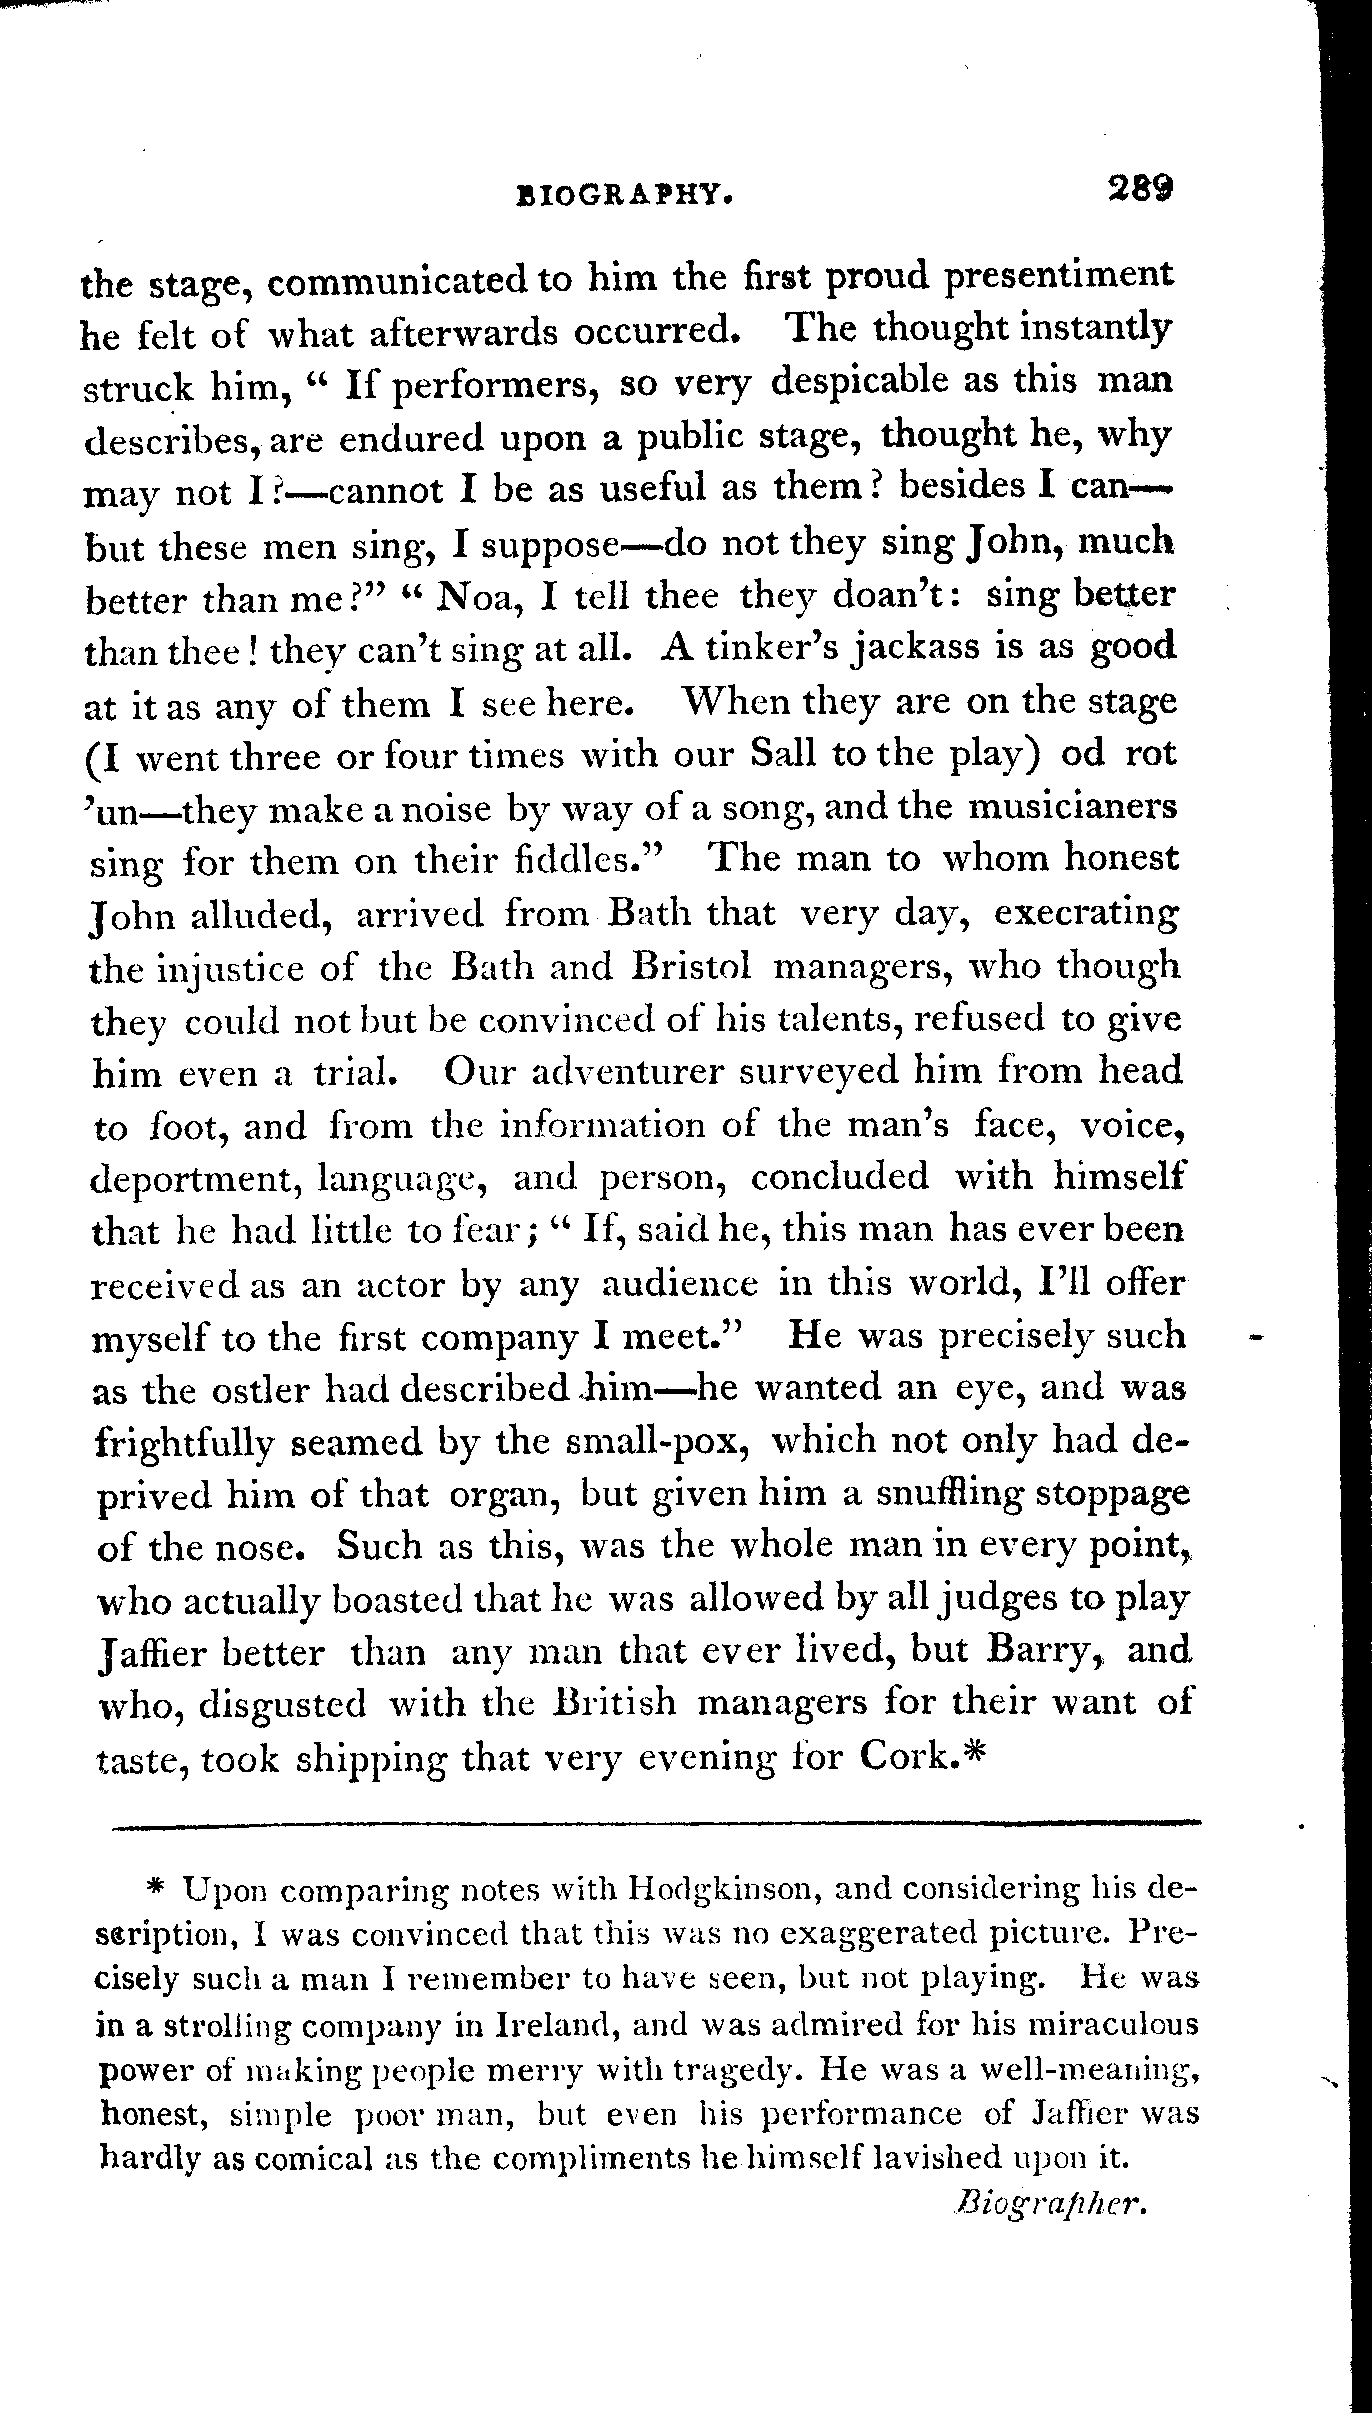 BIOGRAPHY. 289
the stage, communicated to him the first proud presentiment
he felt of what afterwards occurred. The thought instantly
struck him, “ If performers, so very despicable as this man
describes, are endured upon a public stage, thought he, why
may not I?—cannot I be as useful as them? besides I can—
but these men sing, I suppose—do not they sing John, much
better than me?” “ Noa, I tell thee they doan’t: sing better
than thee! they can’t sing at all. A tinker’s jackass is as good
at it as any of them I see here. When they are on the stage
(I went three or four times with our Sall to the play) od rot
’un—they make a noise by way of a song, and the musicianers
sing for them on their fiddles.” The man to whom honest
John alluded, arrived from Bath that very day, execrating
the injustice of the Bath and Bristol managers, who though
they could not but be convinced of his talents, refused to give
him even a trial. Our adventurer surveyed him from head
to foot, and from the information of the man’s face, voice,
deportment, language, and person, concluded with himself
that he had little to fear; “ If, said he, this man has ever been
received as an actor by any audience in this world, I’ll offer
myself to the first company I meet.” He was precisely such
as the ostler had described him—he wanted an eye, and was
frightfully seamed by the small-pox, which not only had de-
prived him of that organ, but given him a snuffling stoppage
of the nose. Such as this, was the whole man in every point,
who actually boasted that he was allowed by all judges to play
Jaffier better than any man that ever lived, but Barry, and
who, disgusted with the British managers for their want of
taste, took shipping that very evening for Cork.*
* Upon comparing notes with Hodgkinson, and considering his de-
scription, I was convinced that this was no exaggerated picture. Pre-
cisely such a man I remember to have seen, but not playing. He was
in a strolling company in Ireland, and was admired for his miraculous
power of making people merry with tragedy. He was a well-meaning,
honest, simple poor man, but even his performance of Jaffier was
hardly as comical as the compliments he himself lavished upon it.
Biographer.